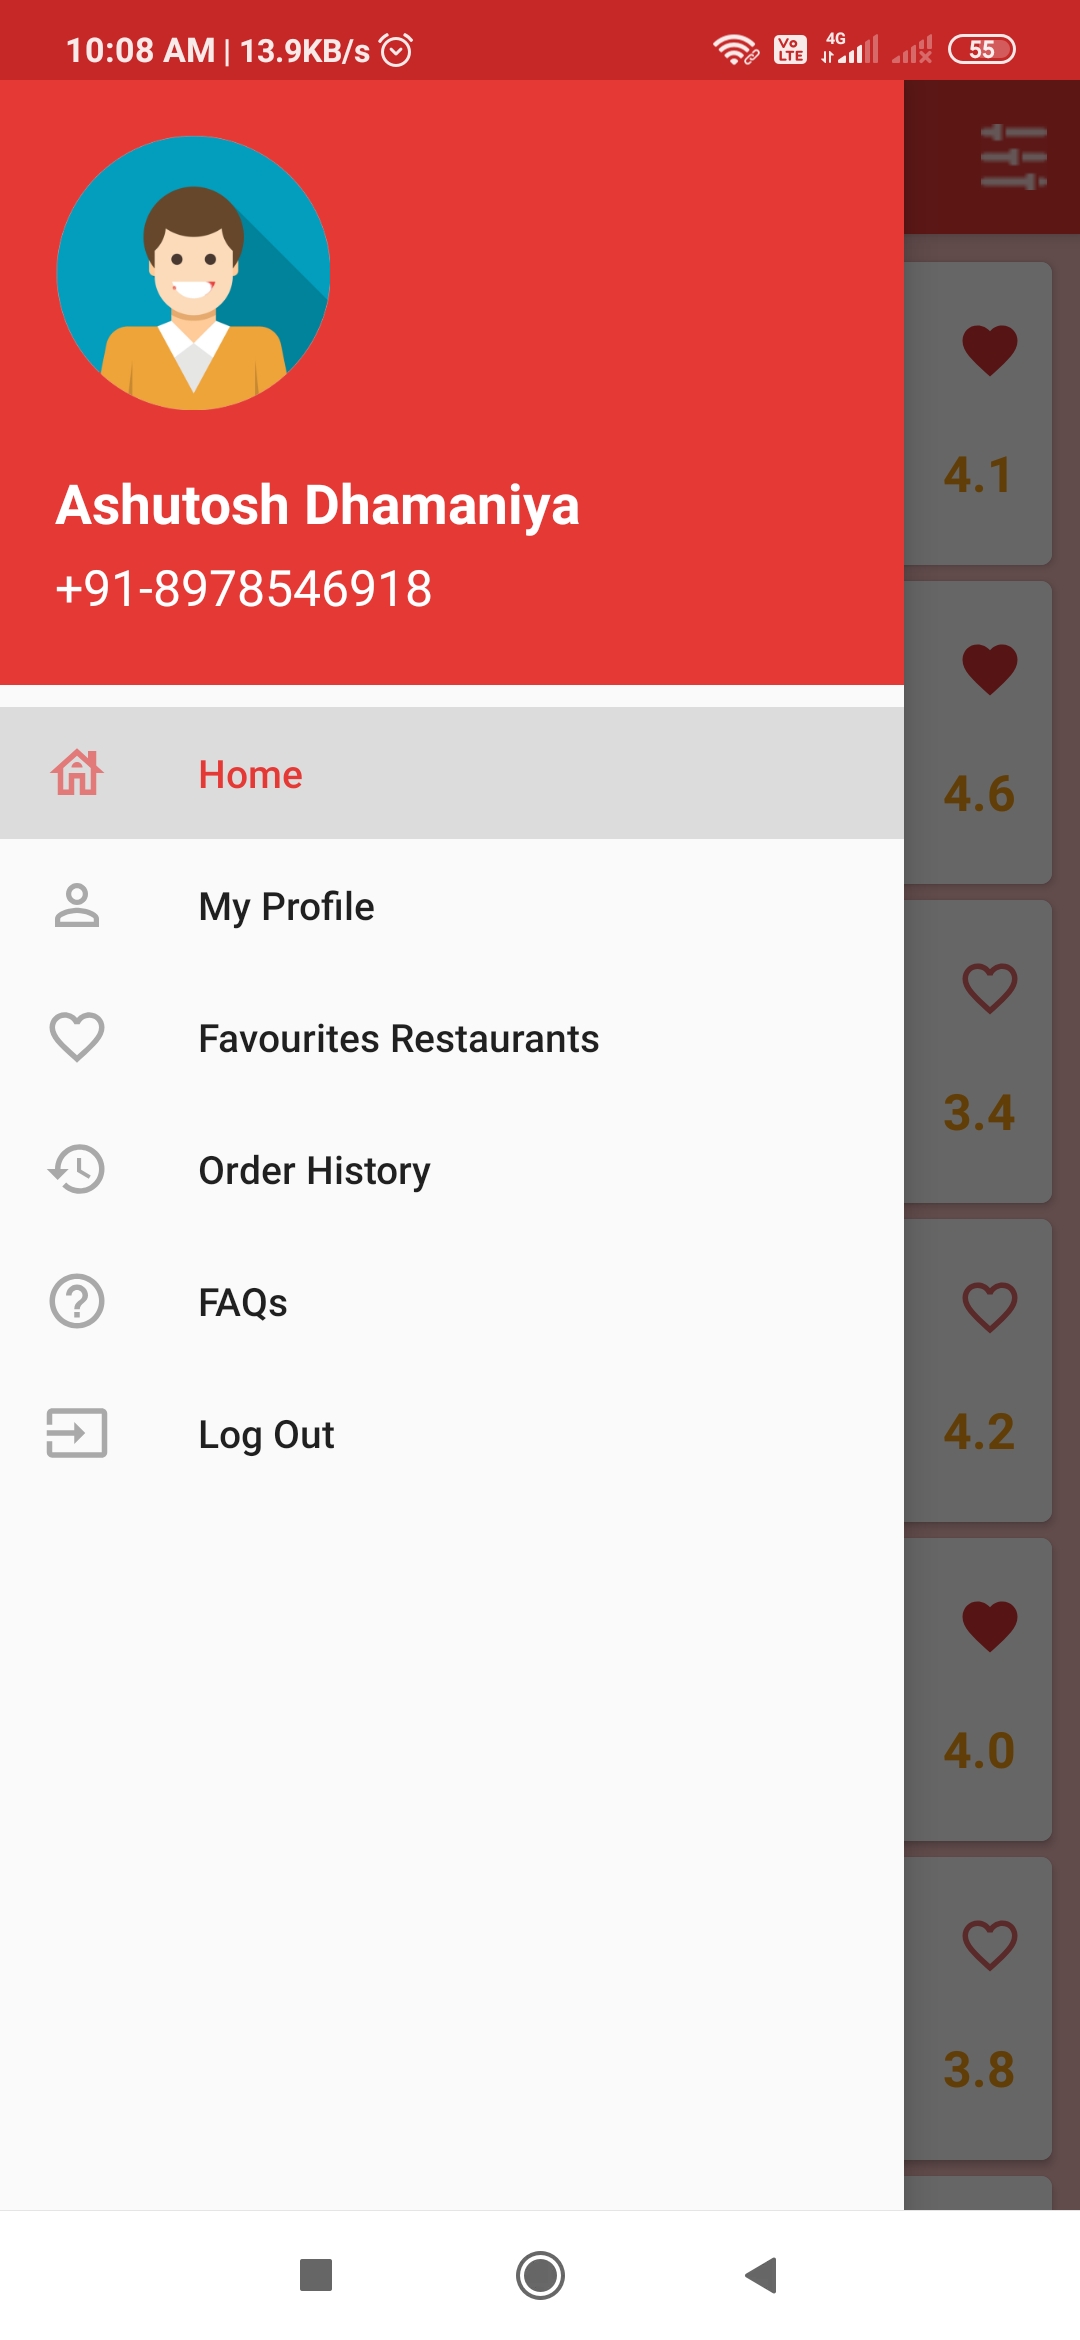 10:08 AM | 13.9KB/s
Vo LTE 4G 55
Ashutosh Dhamaniya
+91-8978546918
Home
My Profile
Favourites Restaurants
Order History
FAQs
Log Out
4.1
4.6
3.4
4.2
4.0
3.8